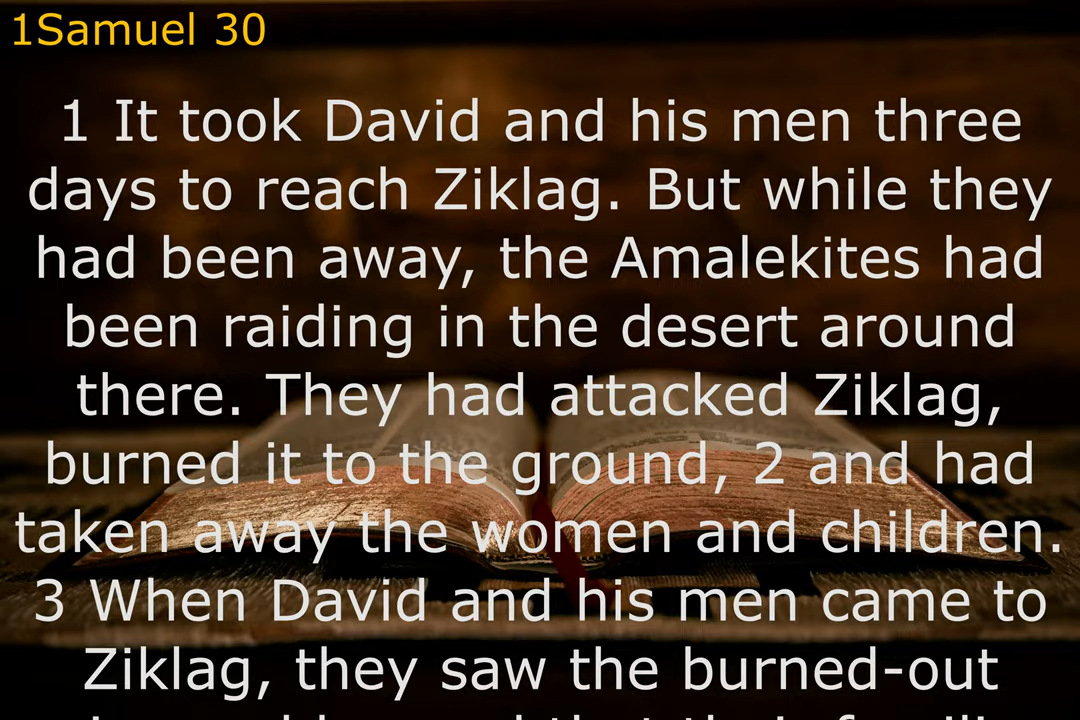 1Samuel 30
1 It took David and his men three
days to reach Ziklag. But while they
had been away, the Amalekites had
been raiding in the desert around
there. They had attacked Ziklag,
burned it to the ground, 2 and had
taken away the women and children.
3 When David and his men came to
Ziklag, they saw the burned-out
that their